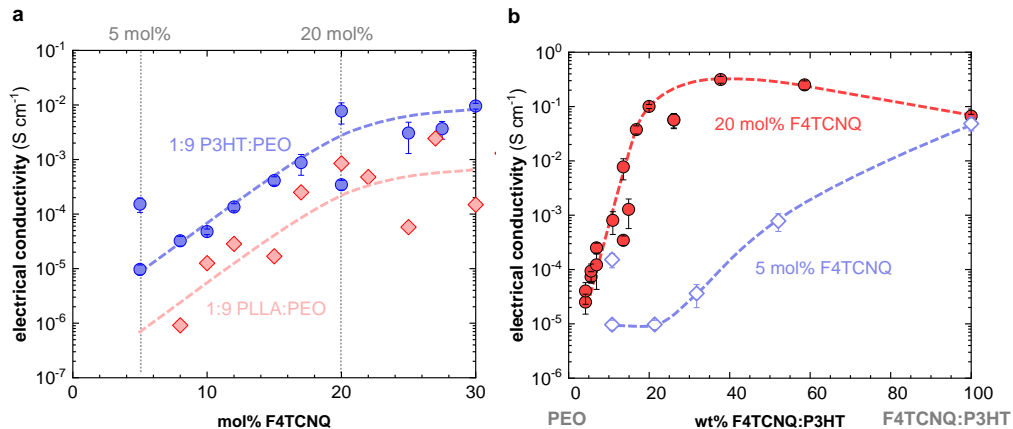 a
5 mol%
20 mol%
10⁻¹
10⁻²
10⁻³
10⁻⁴
10⁻⁵
10⁻⁶
10⁻⁷
electrical conductivity (S cm⁻¹)
1:9 P3HT:PEO
1:9 PLLA:PEO
0
10
20
30
mol% F4TCNQ
b
10⁰
10⁻¹
10⁻²
10⁻³
10⁻⁴
10⁻⁵
10⁻⁶
electrical conductivity (S cm⁻¹)
20 mol% F4TCNQ
5 mol% F4TCNQ
0
20
40
60
80
100
PEO
wt% F4TCNQ:P3HT
F4TCNQ:P3HT